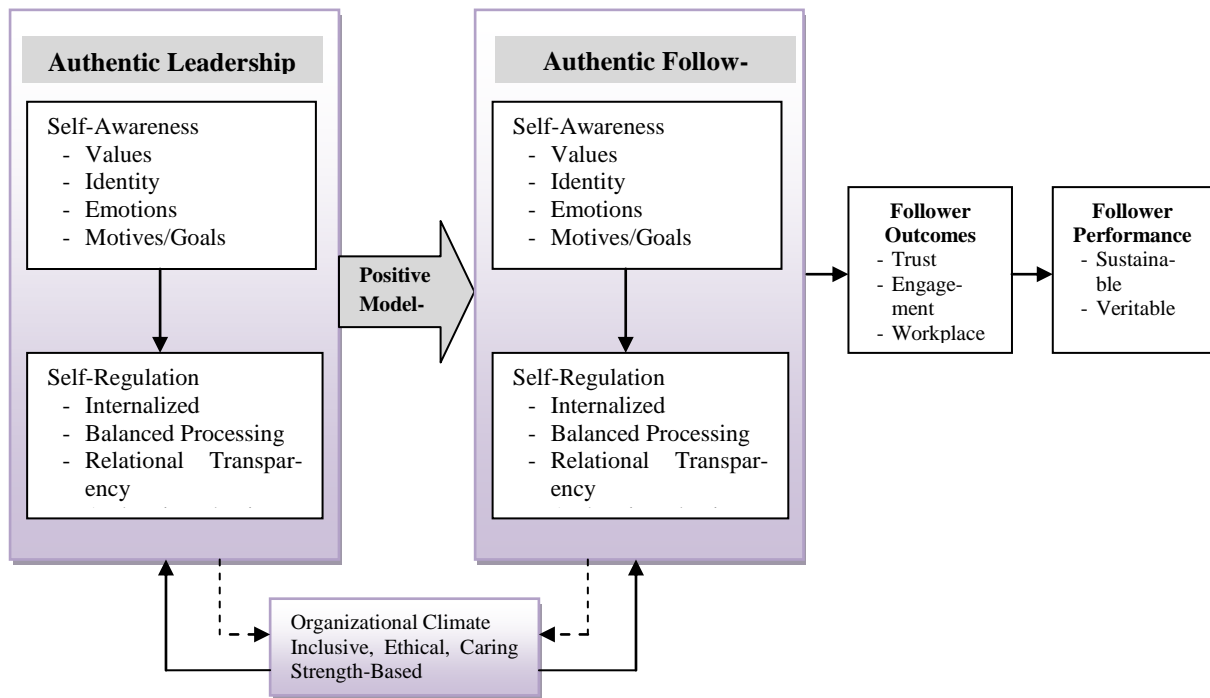 Authentic Leadership
Self-Awareness
- Values
- Identity
- Emotions
- Motives/Goals
Self-Regulation
- Internalized
- Balanced Processing
- Relational Transpar-
ency
Positive
Model-
Authentic Follow-
Self-Awareness
- Values
- Identity
- Emotions
- Motives/Goals
Self-Regulation
- Internalized
- Balanced Processing
- Relational Transpar-
ency
Follower
Outcomes
- Trust
- Engage-
ment
- Workplace
Follower
Performance
- Sustaina-
ble
- Veritable
Organizational Climate
Inclusive, Ethical, Caring
Strength-Based